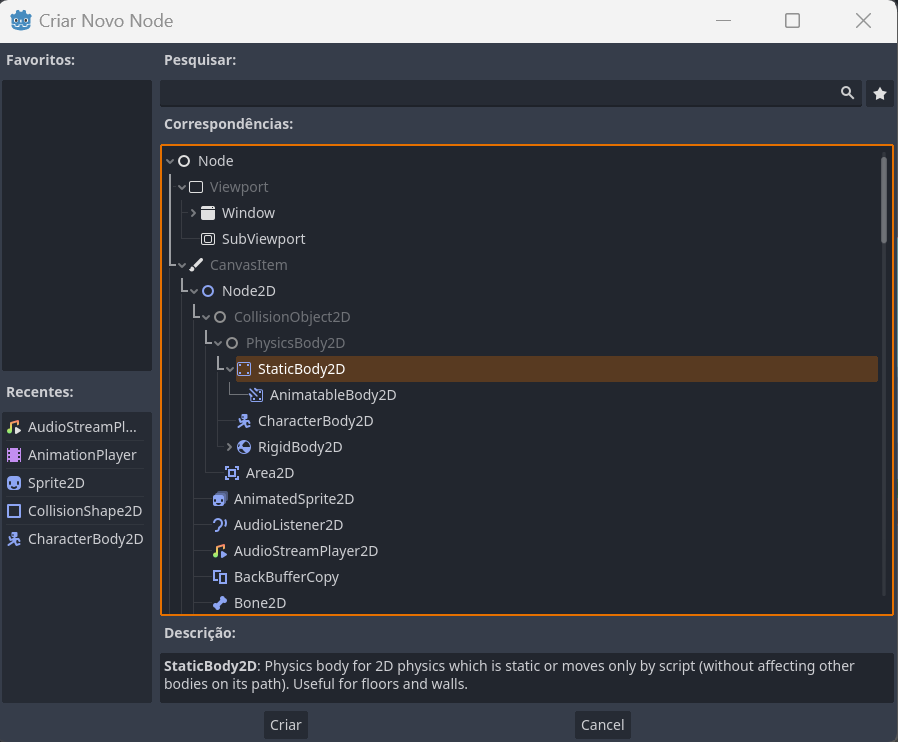 Criar Novo Node
Favoritos:
Pesquisar:
Correspondências:
Node
Viewport
Window
SubViewport
CanvasItem
Node2D
CollisionObject2D
PhysicsBody2D
StaticBody2D
AnimatableBody2D
CharacterBody2D
RigidBody2D
Area2D
AnimatedSprite2D
AudioListener2D
AudioStreamPlayer2D
BackBufferCopy
Bone2D
Recentes:
AudioStreamPl...
AnimationPlayer
Sprite2D
CollisionShape2D
CharacterBody2D
Descrição:
StaticBody2D: Physics body for 2D physics which is static or moves only by script (without affecting other
bodies on its path). Useful for floors and walls.
Criar
Cancel